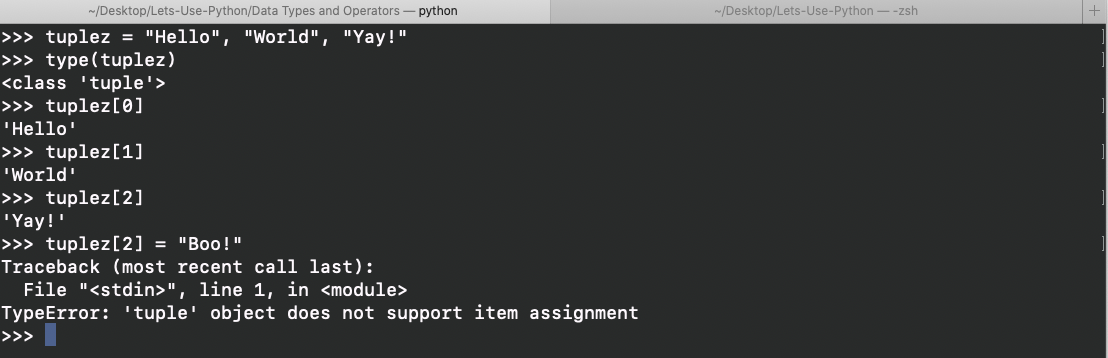 ~/Desktop/Lets-Use-Python/Data Types and Operators — python
~/Desktop/Lets-Use-Python — -zsh
+
>>> tuplez = "Hello", "World", "Yay!"
>>> type(tuplez)
<class 'tuple'>
>>> tuplez[0]
'Hello'
>>> tuplez[1]
'World'
>>> tuplez[2]
'Yay!'
>>> tuplez[2] = "Boo!"
Traceback (most recent call last):
  File "<stdin>", line 1, in <module>
TypeError: 'tuple' object does not support item assignment
>>>